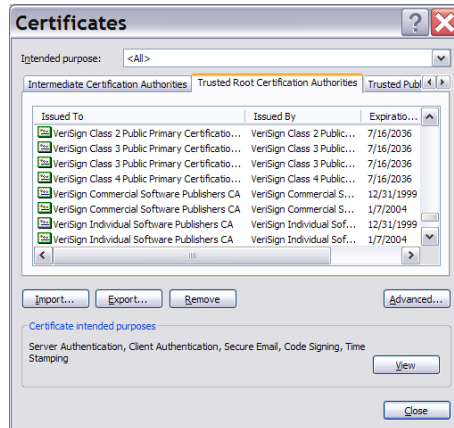 Certificates
Intended purpose: <All>
Intermediate Certification Authorities Trusted Root Certification Authorities Trusted Publ
Issued To Issued By Expiratio...
VeriSign Class 2 Public Primary Certificatio... VeriSign Class 2 Public... 7/16/2036
VeriSign Class 3 Public Primary Certificatio... VeriSign Class 3 Public... 7/16/2036
VeriSign Class 3 Public Primary Certificatio... VeriSign Class 3 Public... 7/16/2036
VeriSign Class 4 Public Primary Certificatio... VeriSign Class 4 Public... 7/16/2036
VeriSign Commercial Software Publishers CA VeriSign Commercial S... 12/31/1999
VeriSign Commercial Software Publishers CA VeriSign Commercial S... 1/7/2004
VeriSign Individual Software Publishers CA VeriSign Individual Sof... 12/31/1999
VeriSign Individual Software Publishers CA VeriSign Individual Sof... 1/7/2004
Import... Export... Remove Advanced...
Certificate intended purposes
Server Authentication, Client Authentication, Secure Email, Code Signing, Time
Stamping
View
Close